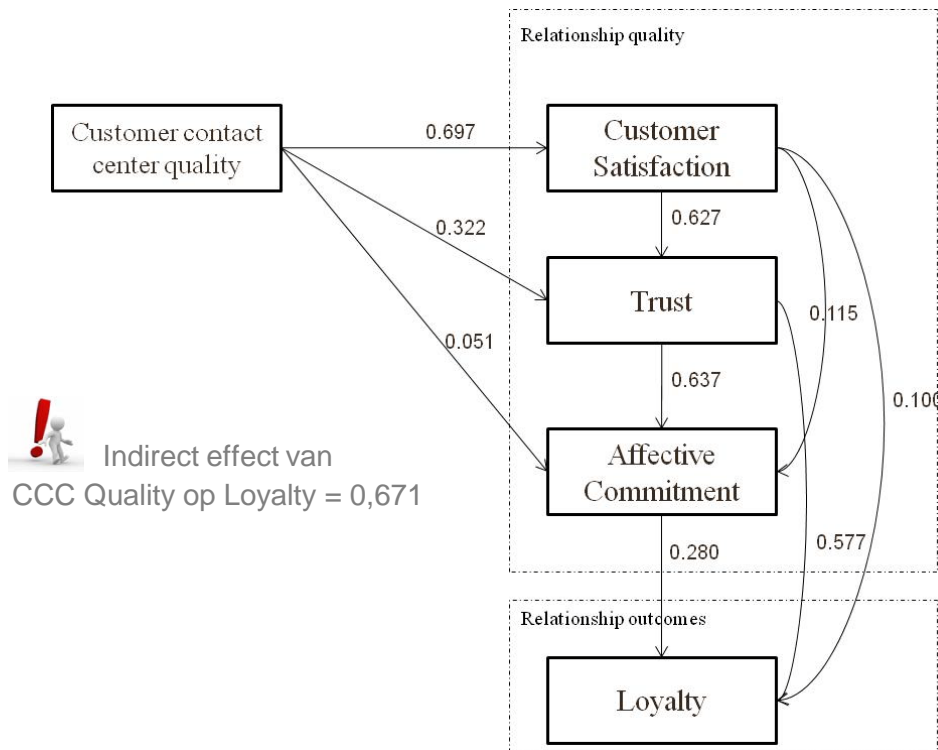 Relationship quality
Customer contact
center quality
0.697
Customer
Satisfaction
0.627
0.322
Trust
0.115
0.051
0.637
0.100
Indirect effect van
CCC Quality op Loyalty = 0,671
Affective
Commitment
0.280
0.577
Relationship outcomes
Loyalty